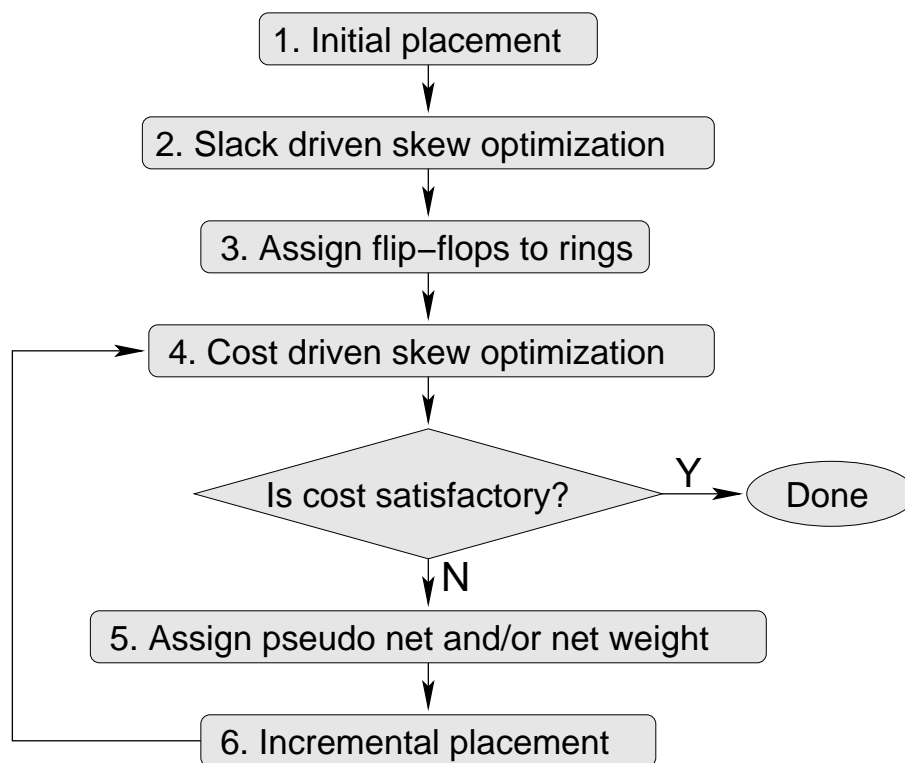 1. Initial placement
2. Slack driven skew optimization
3. Assign flip−flops to rings
4. Cost driven skew optimization
Is cost satisfactory?
Y
Done
N
5. Assign pseudo net and/or net weight
6. Incremental placement